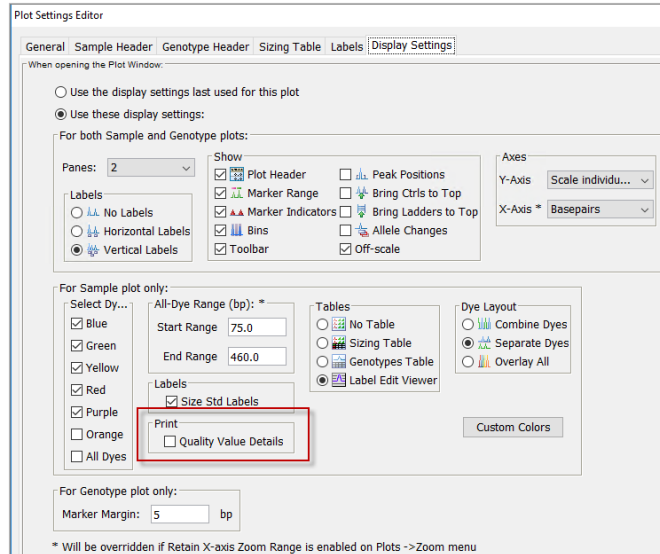 Plot Settings Editor
General Sample Header Genotype Header Sizing Table Labels Display Settings
When opening the Plot Window:
Use the display settings last used for this plot
Use these display settings:
For both Sample and Genotype plots:
Panes: 2
Labels
No Labels
Horizontal Labels
Vertical Labels
Show
Plot Header
Marker Range
Marker Indicators
Bins
Toolbar
Peak Positions
Bring Ctrls to Top
Bring Ladders to Top
Allele Changes
Off-scale
Axes
Y-Axis Scale individu...
X-Axis * Basepairs
For Sample plot only:
Select Dy...
Blue
Green
Yellow
Red
Purple
Orange
All Dyes
All-Dye Range (bp): *
Start Range 75.0
End Range 460.0
Labels
Size Std Labels
Print
Quality Value Details
Tables
No Table
Sizing Table
Genotypes Table
Label Edit Viewer
Dye Layout
Combine Dyes
Separate Dyes
Overlay All
Custom Colors
For Genotype plot only:
Marker Margin: 5 bp
* Will be overridden if Retain X-axis Zoom Range is enabled on Plots ->Zoom menu